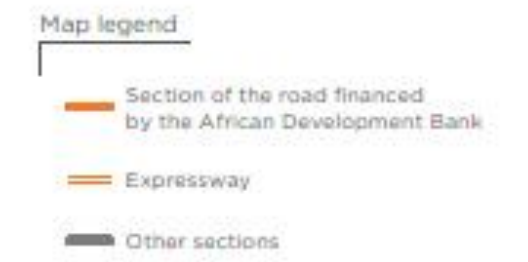 Map legend
Section of the road financed
by the African Development Bank
Expressway
Other sections